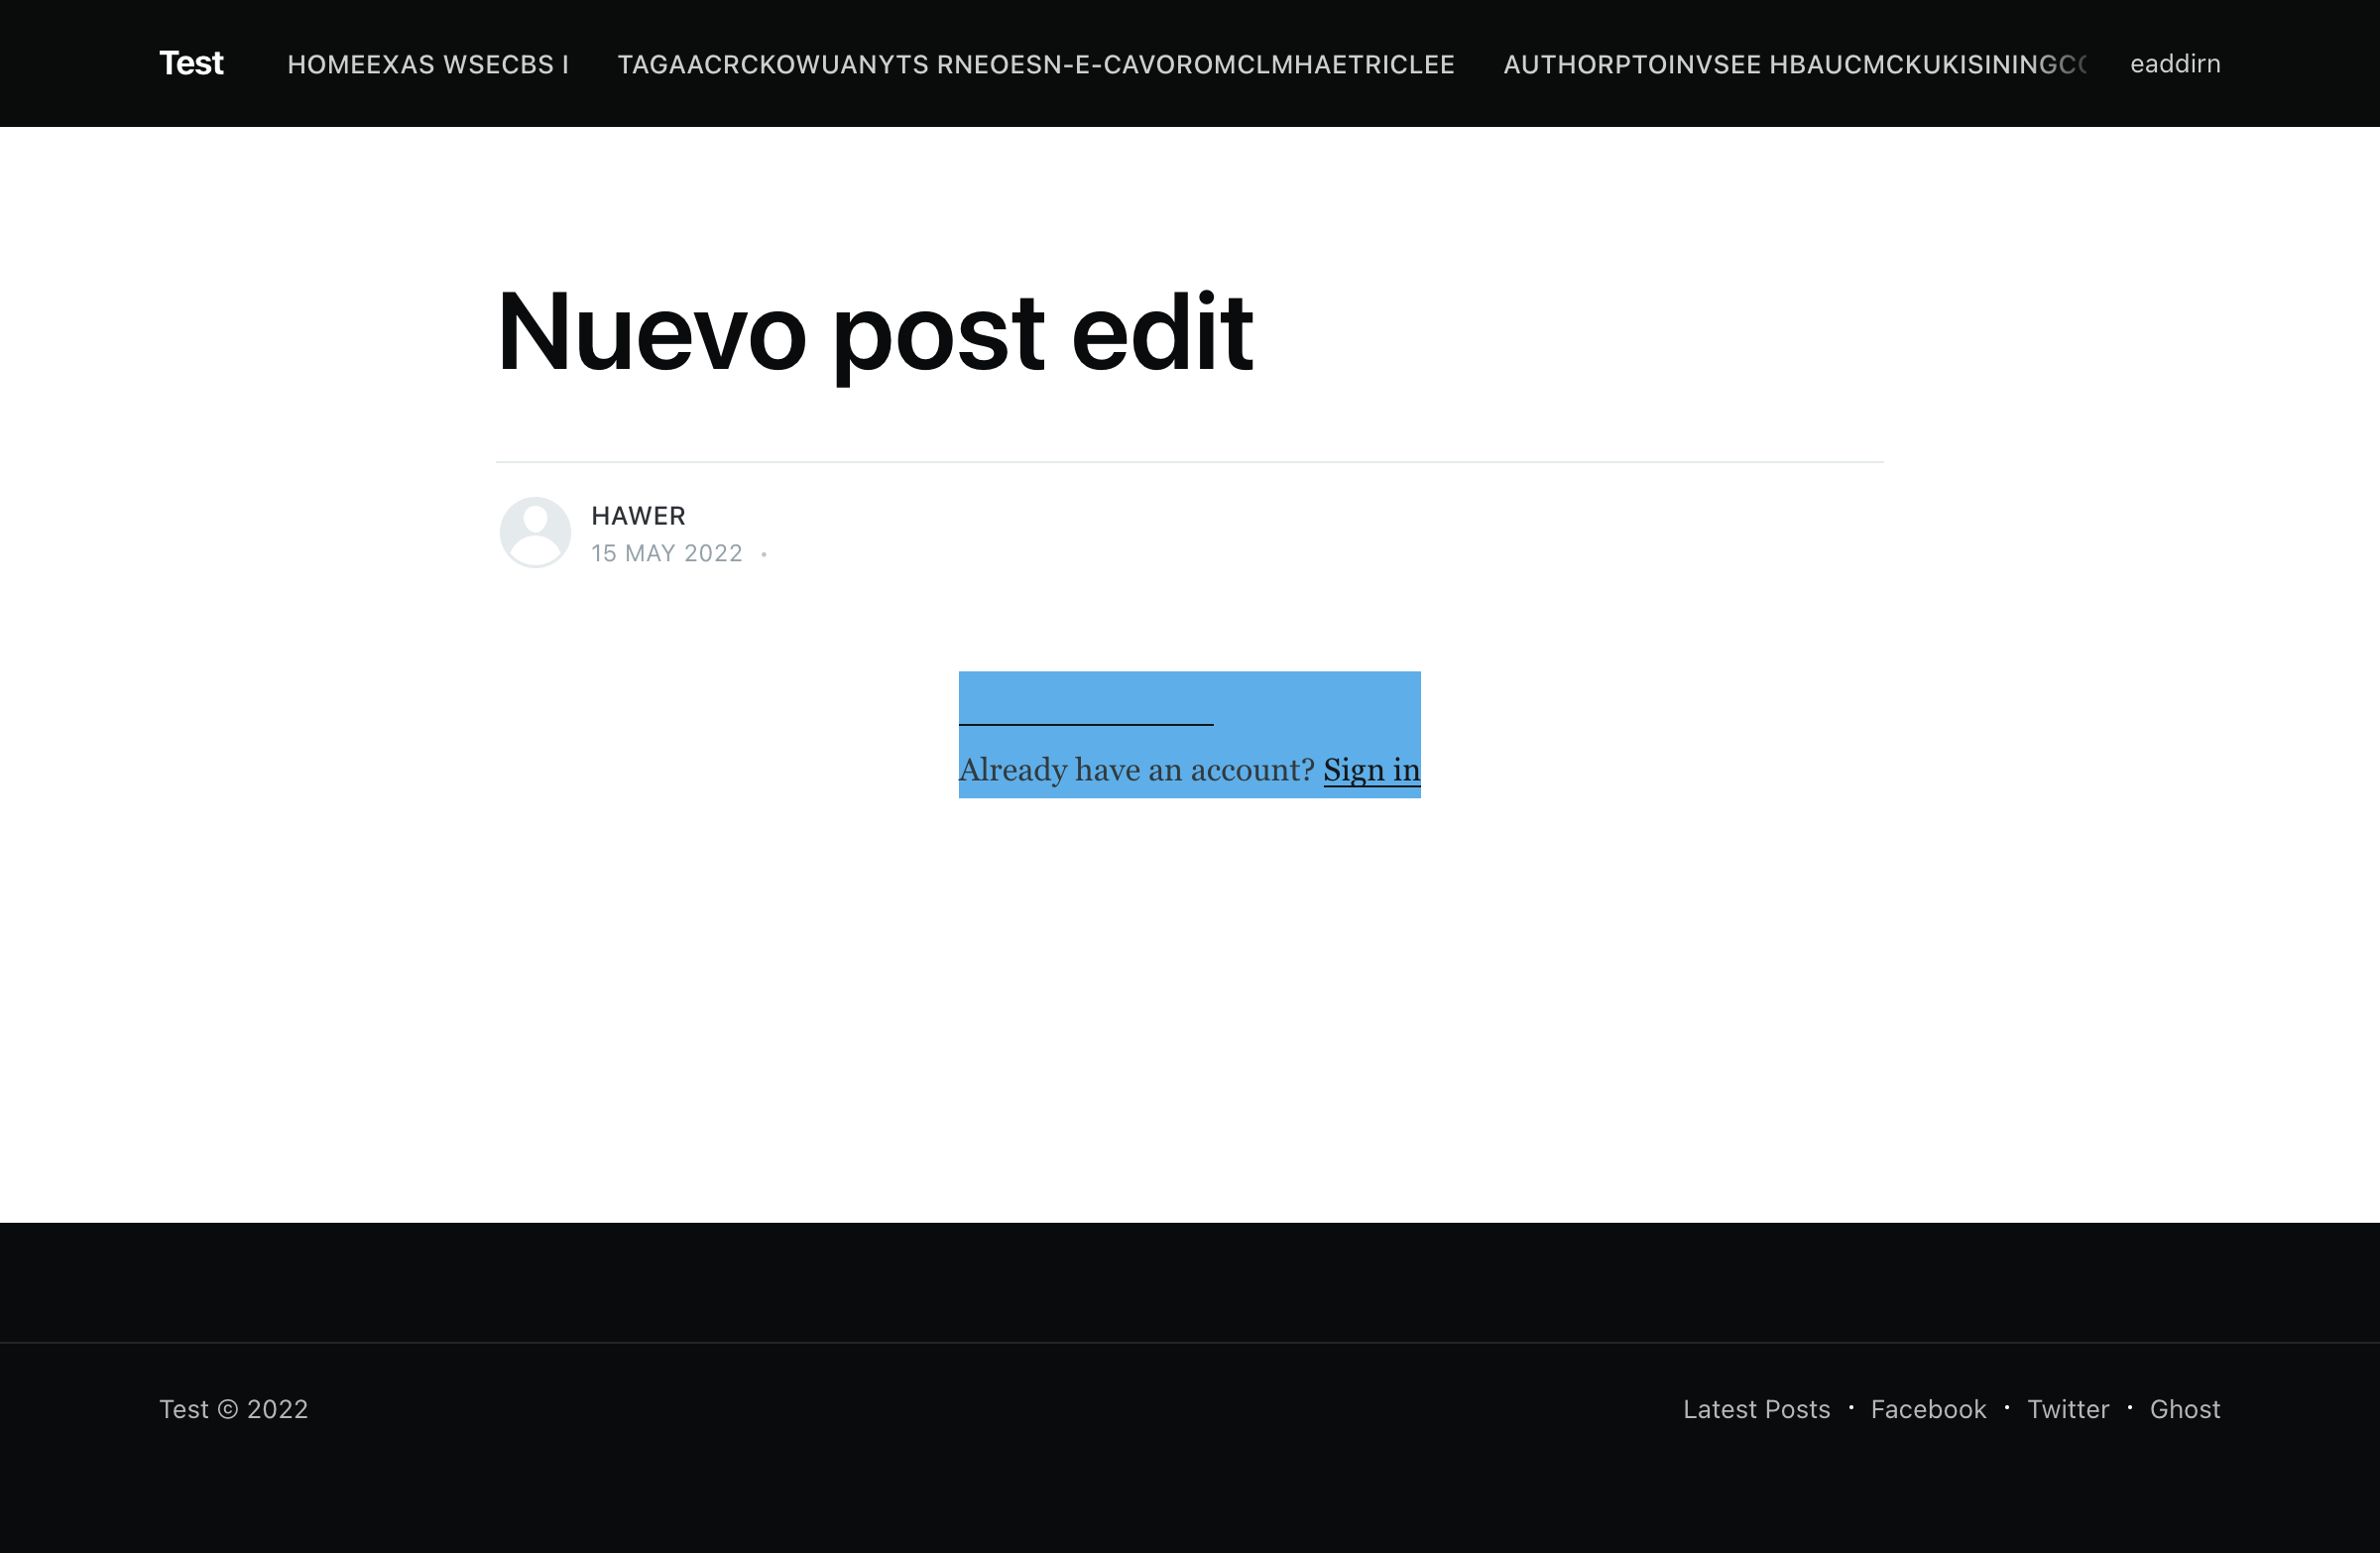 Test HOMEEXAS WSECBS I TAGAACRCKOWUANYTS RNEOESN-E-CAVOROMCLMHAETRICLEE AUTHORPTOINVSEE HBAUCMCKUKISININGC eaddirn
Nuevo post edit
HAWER
15 MAY 2022 •
Already have an account? Sign in
Test © 2022
Latest Posts • Facebook • Twitter • Ghost